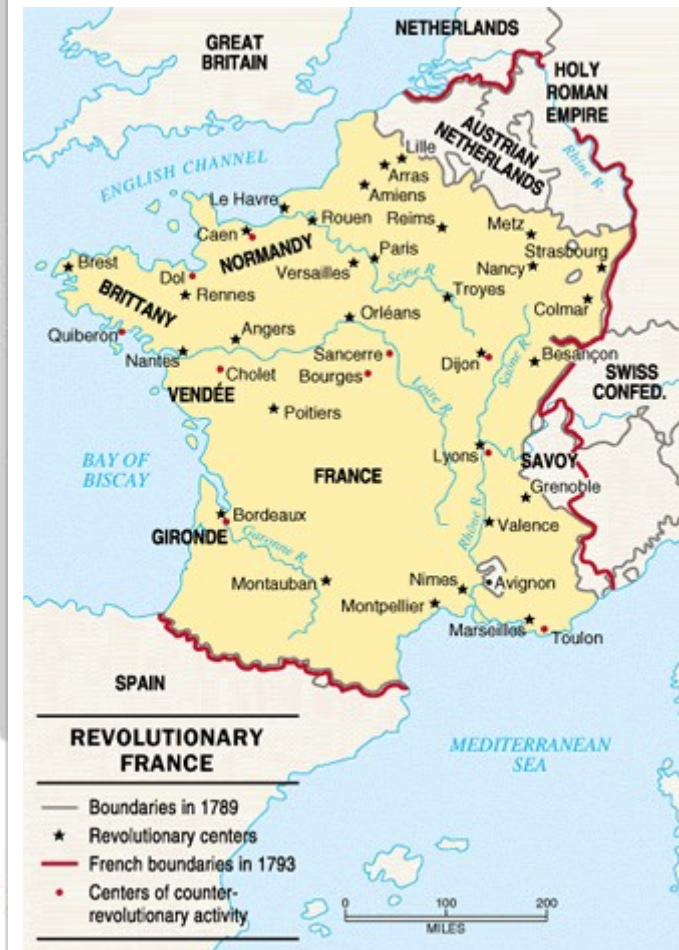 NETHERLANDS
GREAT
BRITAIN
HOLY
ROMAN
EMPIRE
AUSTRIAN
NETHERLANDS
Rhine R.
ENGLISH CHANNEL
Lille
Arras
Amiens
Le Havre
Rouen
Reims
Metz
Caen
NORMANDY
Paris
Strasbourg
Versailles
Seine R.
Nancy
Brest
Dol
Troyes
BRITTANY
Rennes
Colmar
Orléans
Quiberon
Angers
Sancerre
Dijon
Saône R.
Besançon
Nantes
Cholet
Bourges
SWISS
CONFED.
VENDÉE
Loire R.
Poitiers
BAY OF
BISCAY
FRANCE
Lyons
SAVOY
Grenoble
Bordeaux
Rhône R.
Valence
GIRONDE
Garonne R.
Montauban
Nimes
Avignon
Montpellier
Marseilles
Toulon
SPAIN
MEDITERRANEAN
SEA
REVOLUTIONARY
FRANCE
Boundaries in 1789
Revolutionary centers
French boundaries in 1793
Centers of counter-
revolutionary activity
0 100 200
MILES